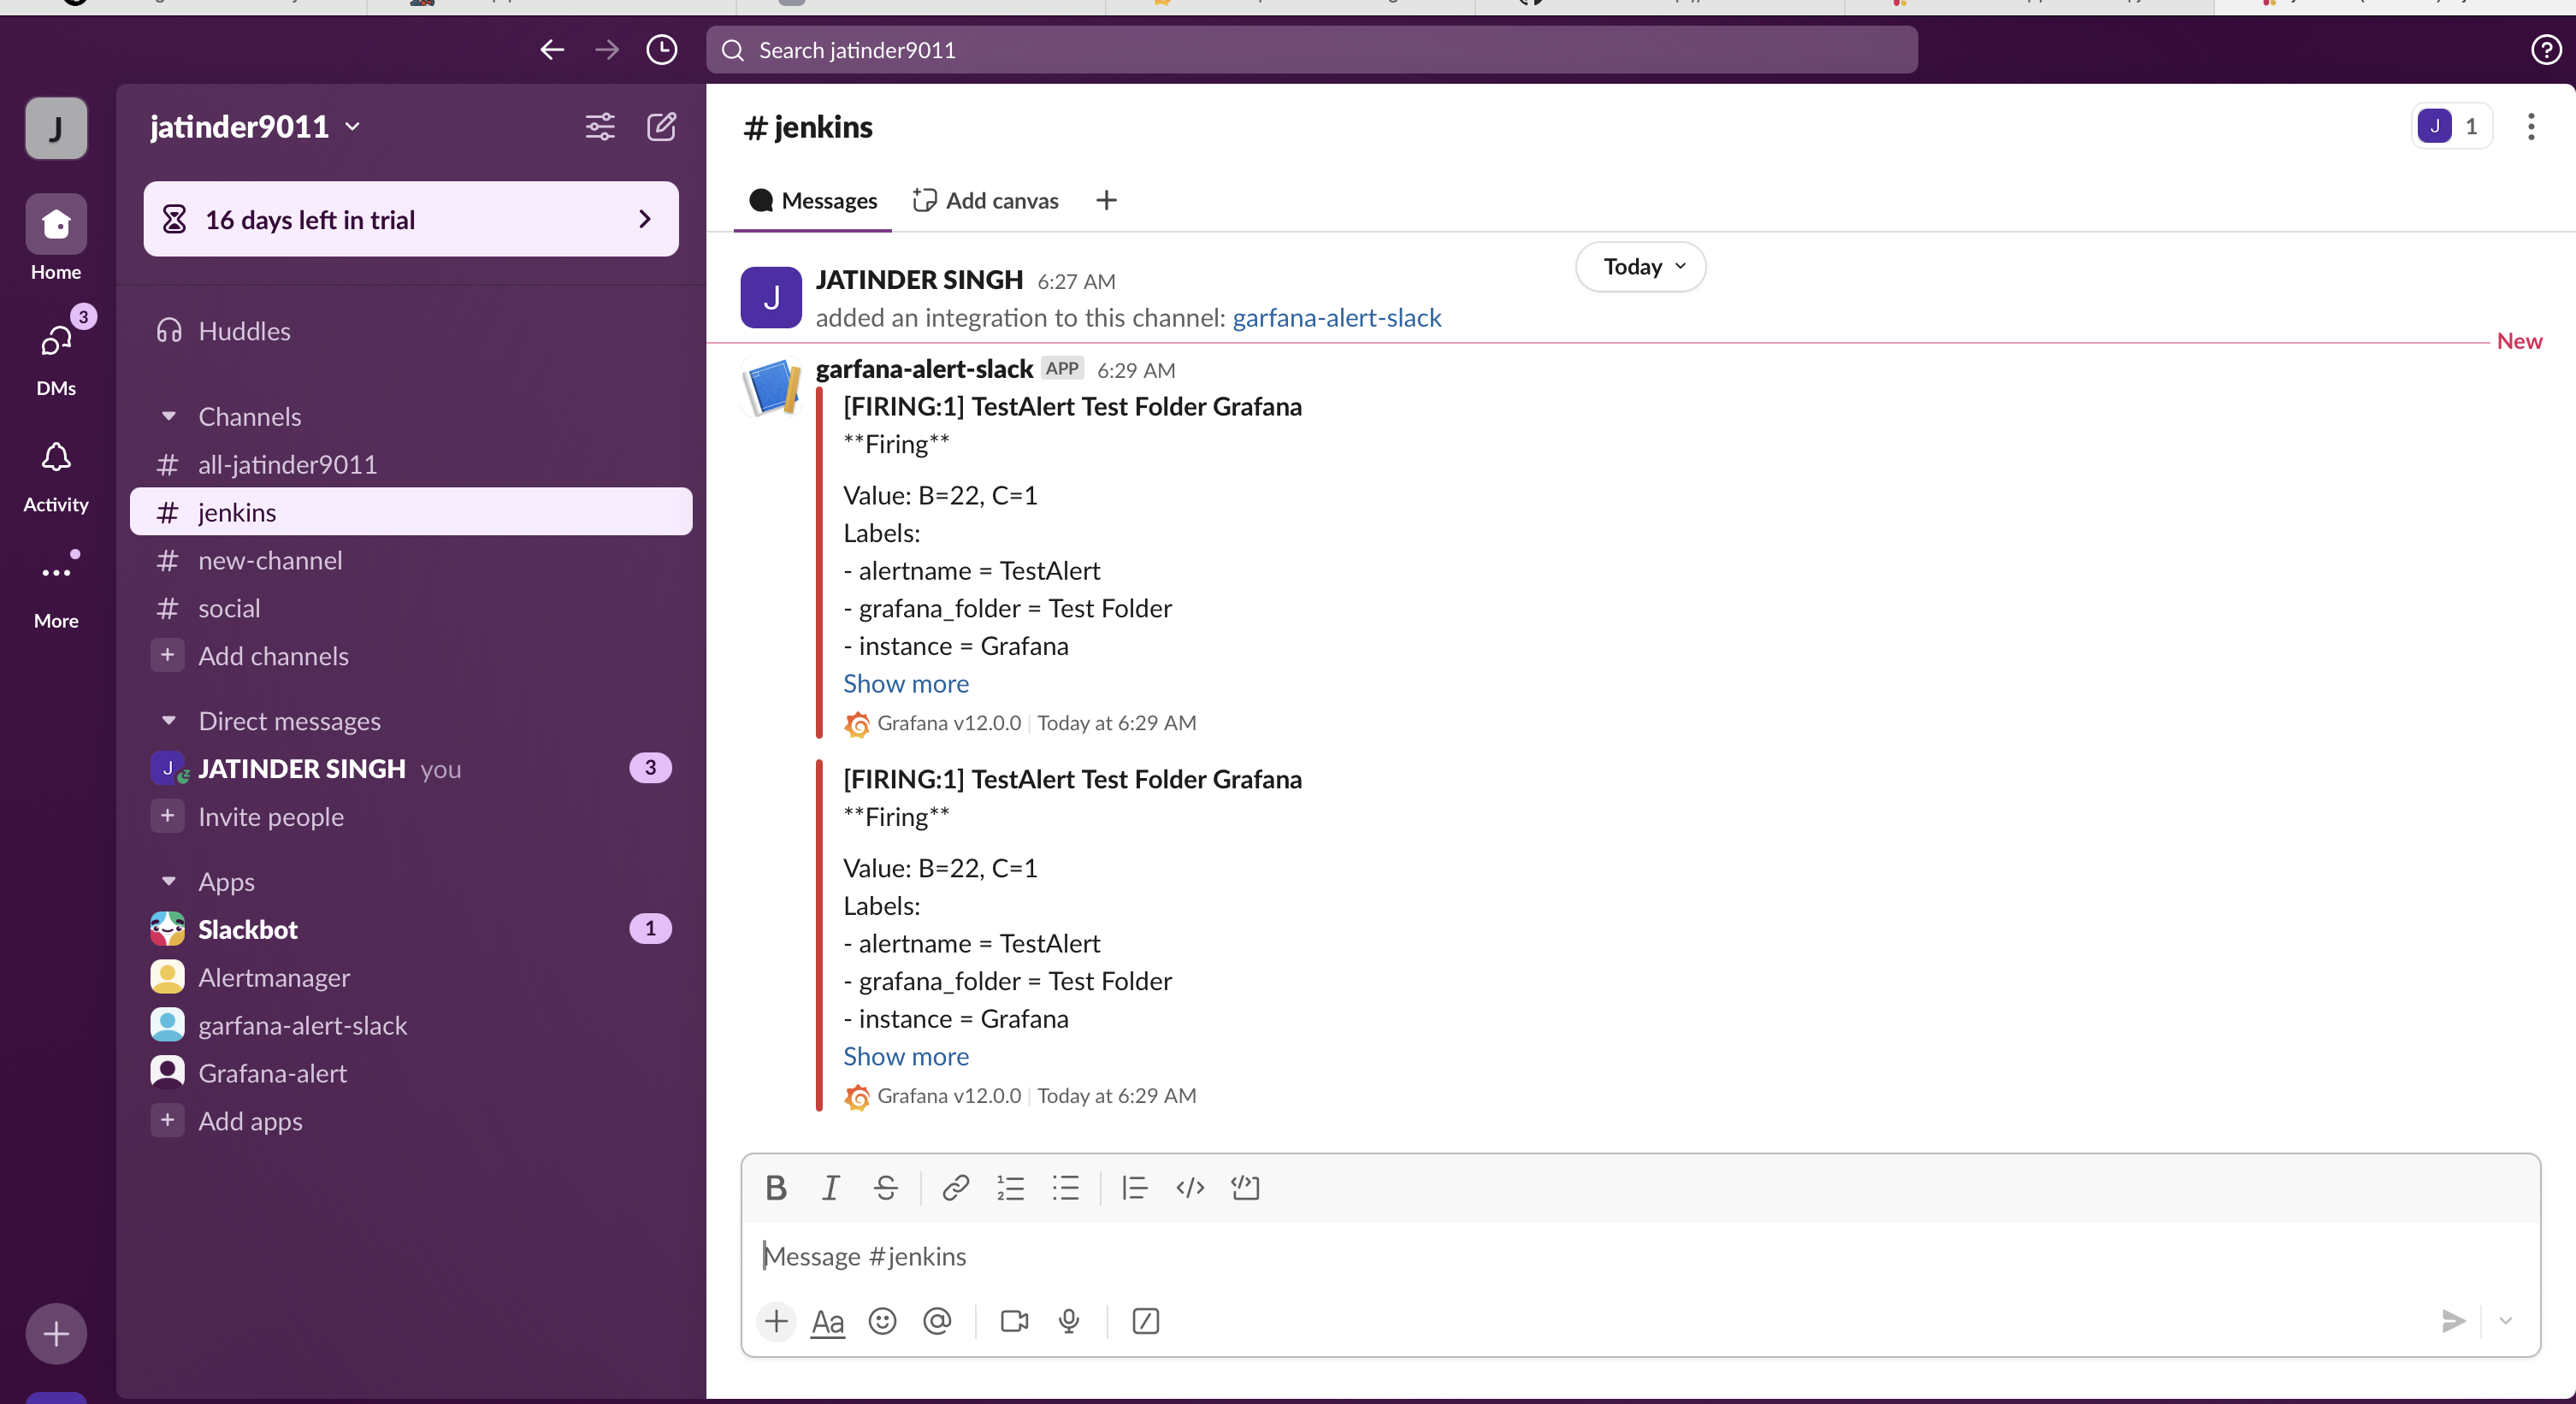 Search jatinder9011
J
jatinder9011
16 days left in trial
Home
3
DMs
Activity
More
Huddles
Channels
# all-jatinder9011
# jenkins
# new-channel
# social
+ Add channels
Direct messages
J JATINDER SINGH you 3
+ Invite people
Apps
Slackbot 1
Alertmanager
garfana-alert-slack
Grafana-alert
+ Add apps
# jenkins
J 1
Messages
Add canvas
Today
J
JATINDER SINGH 6:27 AM
added an integration to this channel: garfana-alert-slack
New
garfana-alert-slack APP 6:29 AM
[FIRING:1] TestAlert Test Folder Grafana
**Firing**
Value: B=22, C=1
Labels:
- alertname = TestAlert
- grafana_folder = Test Folder
- instance = Grafana
Show more
Grafana v12.0.0 | Today at 6:29 AM
[FIRING:1] TestAlert Test Folder Grafana
**Firing**
Value: B=22, C=1
Labels:
- alertname = TestAlert
- grafana_folder = Test Folder
- instance = Grafana
Show more
Grafana v12.0.0 | Today at 6:29 AM
Message #jenkins
Aa